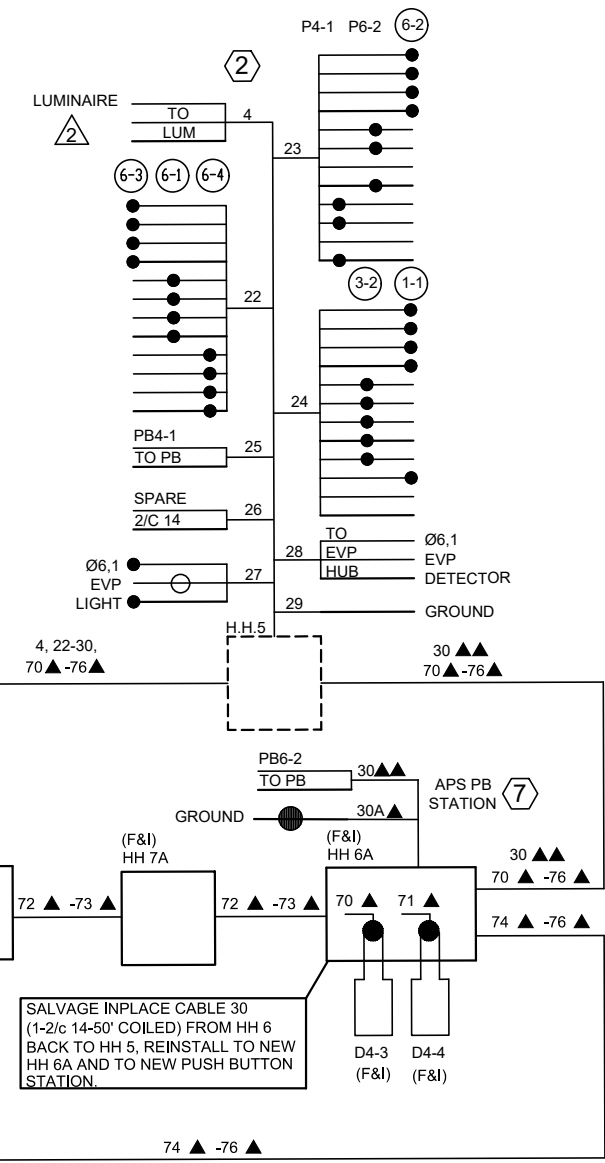 P4-1 P6-2 6-2
2
LUMINAIRE
2
TO
LUM
4
23
6-3 6-1 6-4
3-2 1-1
22
24
PB4-1
TO PB
25
SPARE
2/C 14
26
Ø6,1
EVP
LIGHT
27
28
TO
EVP
HUB
Ø6,1
EVP
DETECTOR
29
GROUND
H.H.5
4, 22-30,
70▲-76▲
30 ▲▲
70▲-76▲
PB6-2
TO PB
30▲▲
APS PB
STATION
7
GROUND
30A▲
(F&I)
HH 7A
(F&I)
HH 6A
30 ▲▲
70 ▲ -76 ▲
72 ▲ -73▲
72 ▲ -73▲
70 ▲
71 ▲
74 ▲ -76 ▲
SALVAGE INPLACE CABLE 30
(1-2/c 14-50' COILED) FROM HH 6
BACK TO HH 5, REINSTALL TO NEW
HH 6A AND TO NEW PUSH BUTTON
STATION.
D4-3
(F&I)
D4-4
(F&I)
74 ▲ -76 ▲